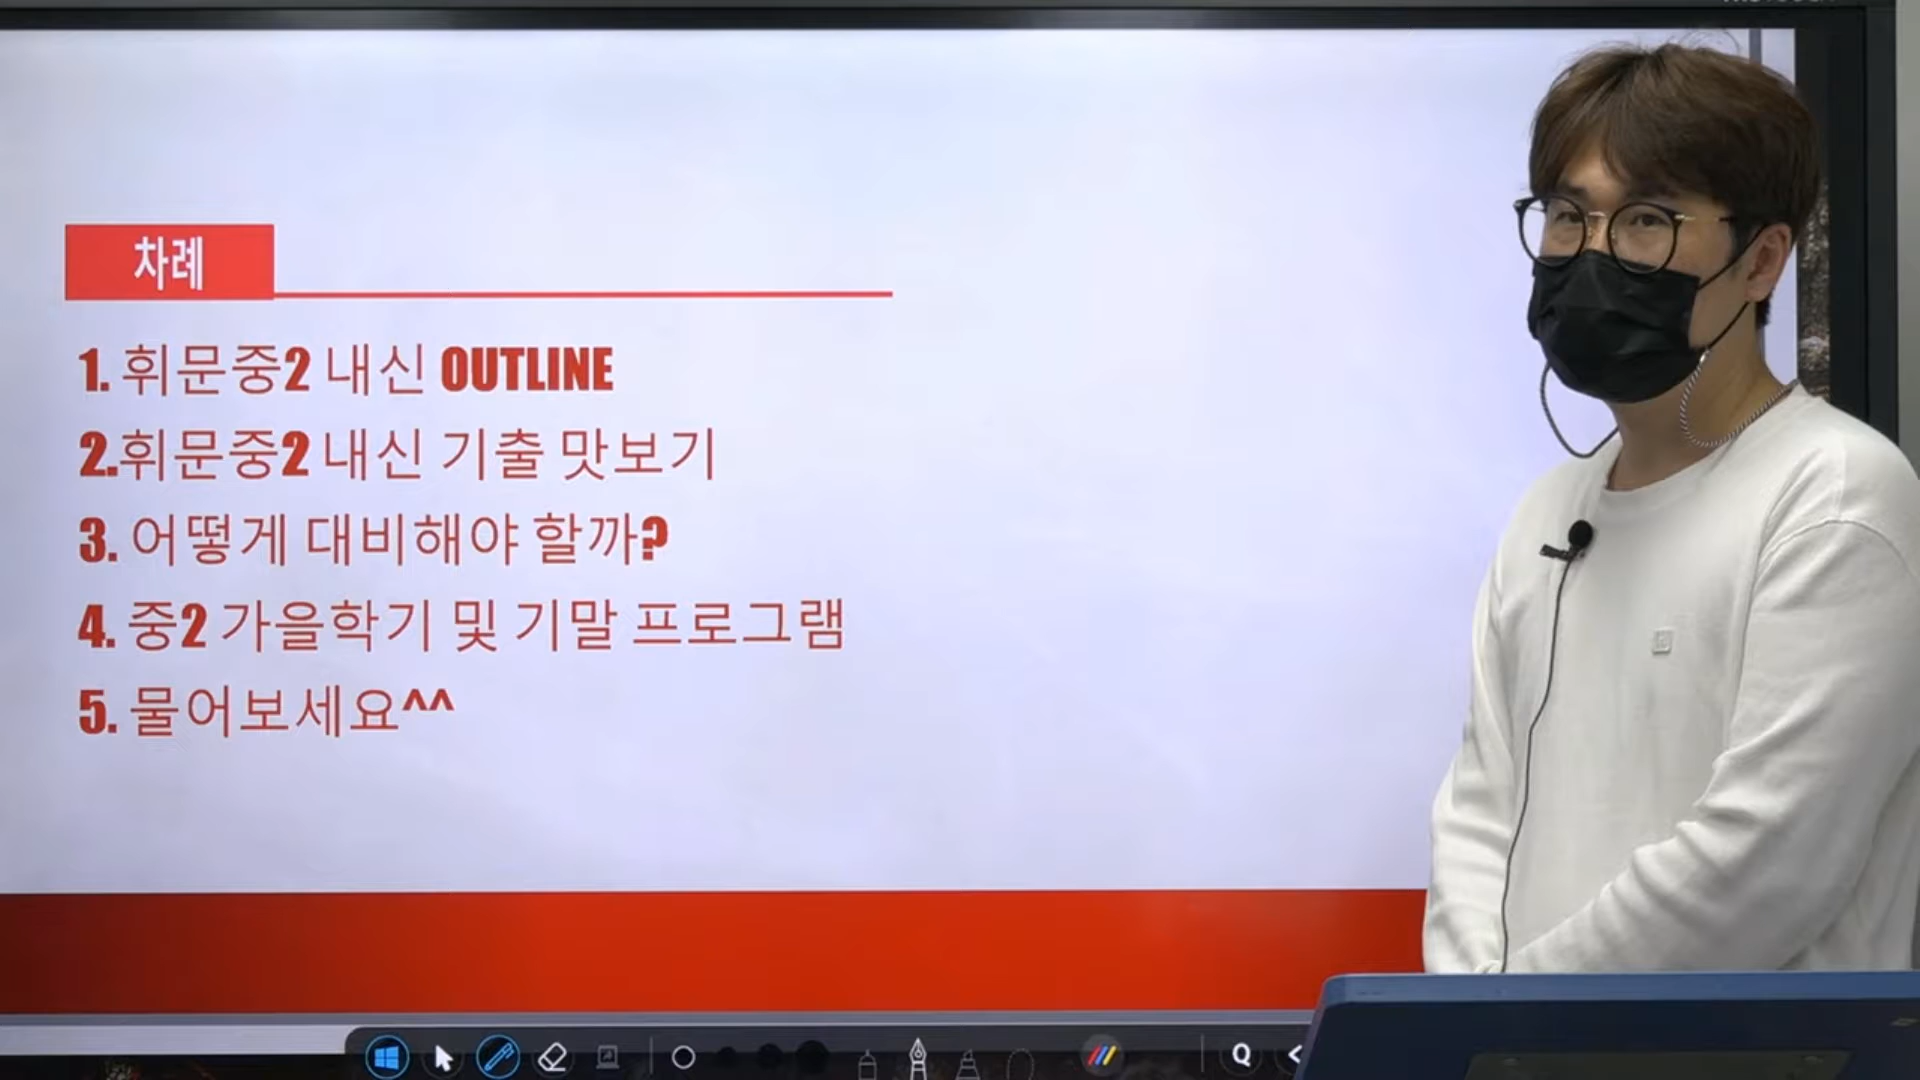 차례
1. 휘문중2 내신 OUTLINE
2.휘문중2 내신 기출 맛보기
3. 어떻게 대비해야 할까?
4. 중2 가을학기 및 기말 프로그램
5. 물어보세요^^
Q